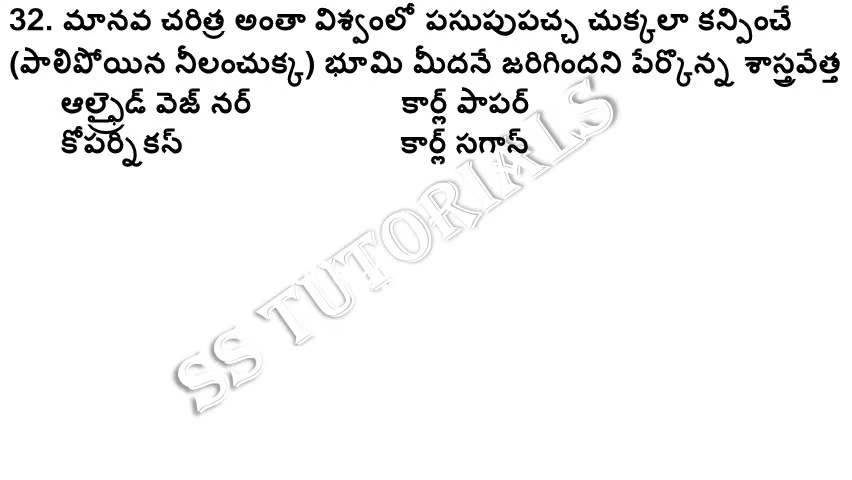 32. మానవ చరిత్ర అంతా విశ్వంలో పసుపుపచ్చ చుక్కలా కన్పించే
(పాలిపోయిన నీలంచుక్క) భూమి మీదనే జరిగిందని పేర్కొన్న శాస్త్రవేత్త
ఆల్ఫ్రైడ్ వెజ్ నర్ కార్ల్ పాపర్
కోపర్నికస్ కార్ల్ సగాస్
SS TUTORIALS